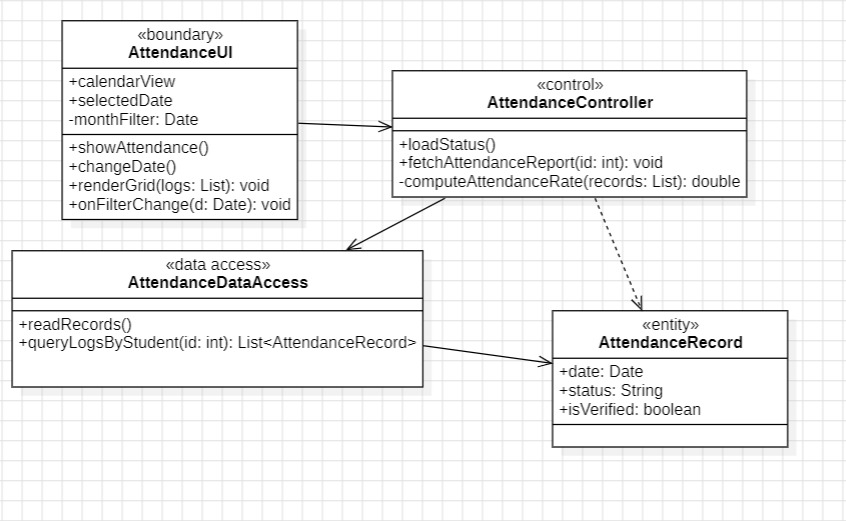 «boundary»
AttendanceUI
+calendarView
+selectedDate
-monthFilter: Date
+showAttendance()
+changeDate()
+renderGrid(logs: List): void
+onFilterChange(d: Date): void
«control»
AttendanceController
+loadStatus()
+fetchAttendanceReport(id: int): void
-computeAttendanceRate(records: List): double
«data access»
AttendanceDataAccess
+readRecords()
+queryLogsByStudent(id: int): List<AttendanceRecord>
«entity»
AttendanceRecord
+date: Date
+status: String
+isVerified: boolean